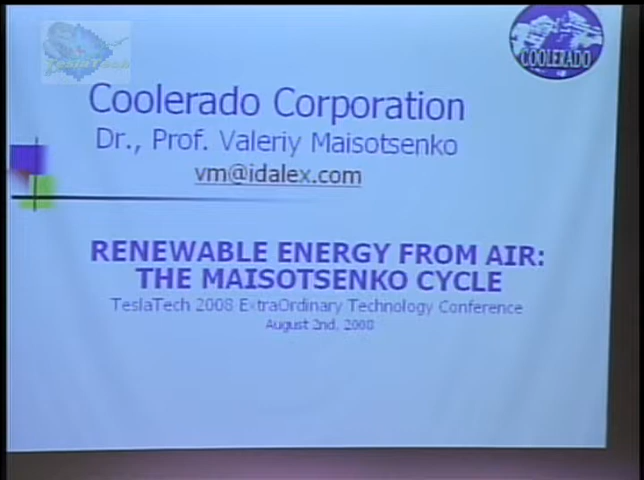 TeslaTech
COOLERADO
Coolerado Corporation
Dr., Prof. Valeriy Maisotsenko
vm@idalex.com
RENEWABLE ENERGY FROM AIR:
THE MAISOTSENKO CYCLE
TeslaTech 2008 ExtraOrdinary Technology Conference
August 2nd, 2008